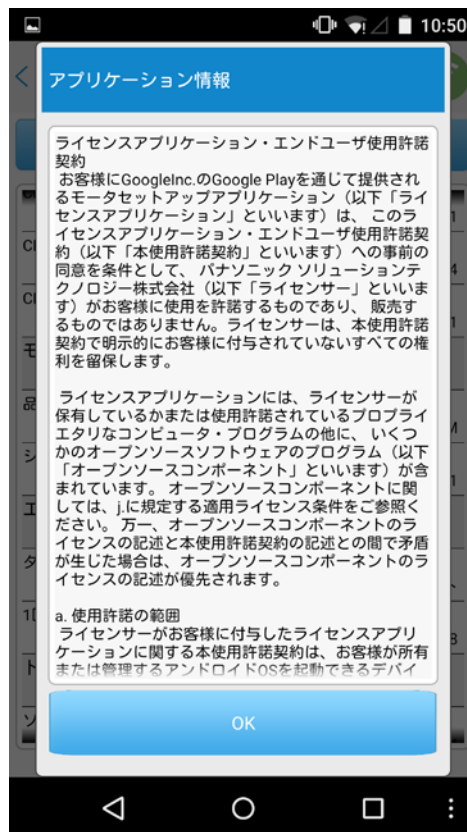 10:50
アプリケーション情報
ライセンスアプリケーション・エンドユーザ使用許諾
契約
お客様にGoogleInc.のGoogle Playを通じて提供され
るモータセットアップアプリケーション（以下「ライ
センスアプリケーション」といいます）は、 このラ
イセンスアプリケーション・エンドユーザ使用許諾契
約（以下「本使用許諾契約」といいます）への事前の
同意を条件として、 パナソニック ソリューションテ
クノロジー株式会社（以下「ライセンサー」といいま
す）がお客様に使用を許諾するものであり、 販売す
るものではありません。ライセンサーは、本使用許諾
契約で明示的にお客様に付与されていないすべての権
利を留保します。
ライセンスアプリケーションには、ライセンサーが
保有しているかまたは使用許諾されているプロプライ
エタリなコンピュータ・プログラムの他に、 いくつ
かのオープンソースソフトウェアのプログラム（以下
「オープンソースコンポーネント」といいます）が含
まれています。 オープンソースコンポーネントに関
しては、j.に規定する適用ライセンス条件をご参照く
ださい。 万一、オープンソースコンポーネントのラ
イセンスの記述と本使用許諾契約の記述との間で矛盾
が生じた場合は、オープンソースコンポーネントのラ
イセンスの記述が優先されます。
a. 使用許諾の範囲
ライセンサーがお客様に付与したライセンスアプリ
ケーションに関する本使用許諾契約は、お客様が所有
または管理するアンドロイドOSを起動できるデバイ
OK